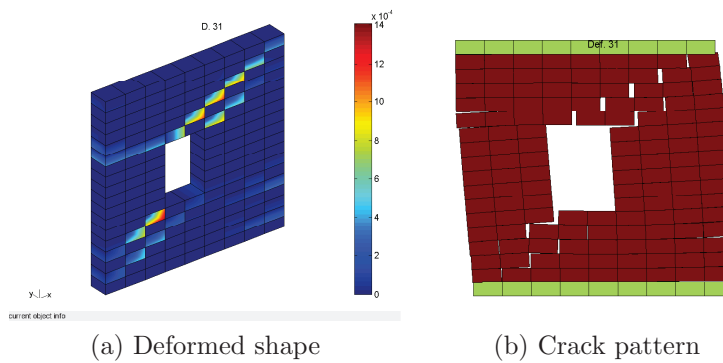 D. 31
x 10⁻⁴
14
12
10
8
6
4
2
0
y x
current object info
Def. 31
(a) Deformed shape
(b) Crack pattern